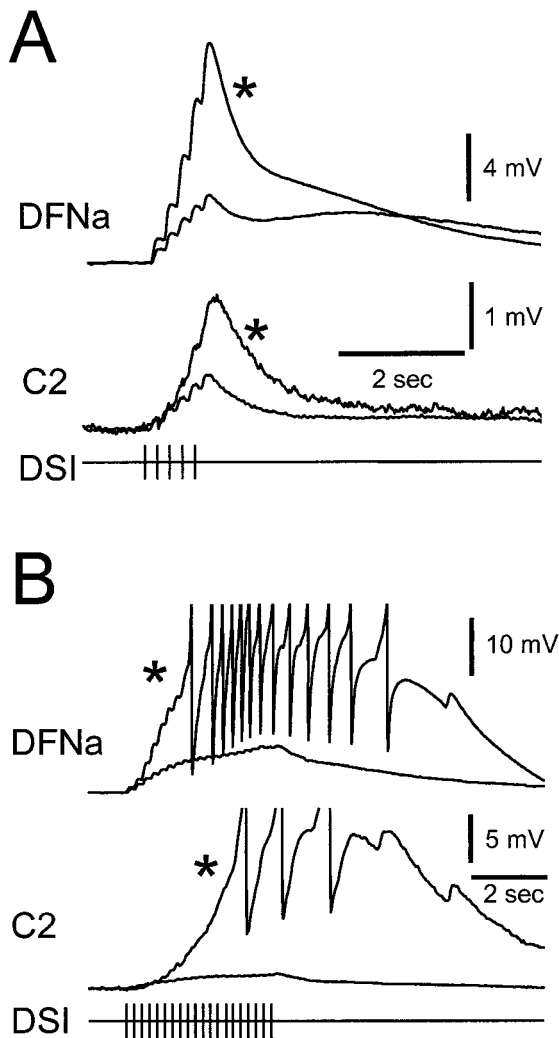 A
*
4 mV
DFNa
1 mV
*
2 sec
C2
DSI
B
10 mV
*
DFNa
5 mV
2 sec
*
C2
DSI